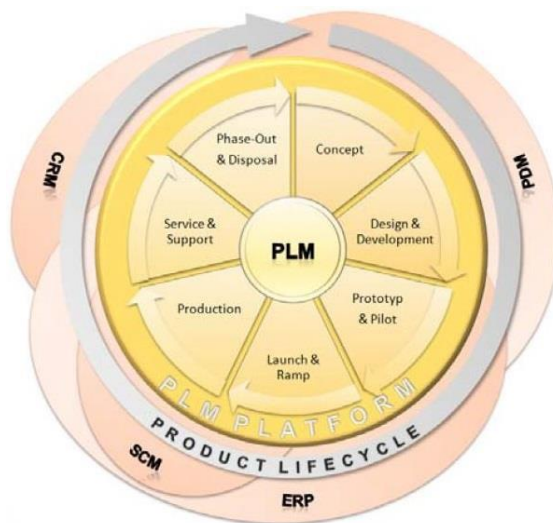 Phase-Out
& Disposal
Concept
CRM
PDM
Service &
Support
PLM
Design &
Development
Production
Prototyp
& Pilot
Launch &
Ramp
PLM PLATFORM
PRODUCT LIFECYCLE
SCM
ERP